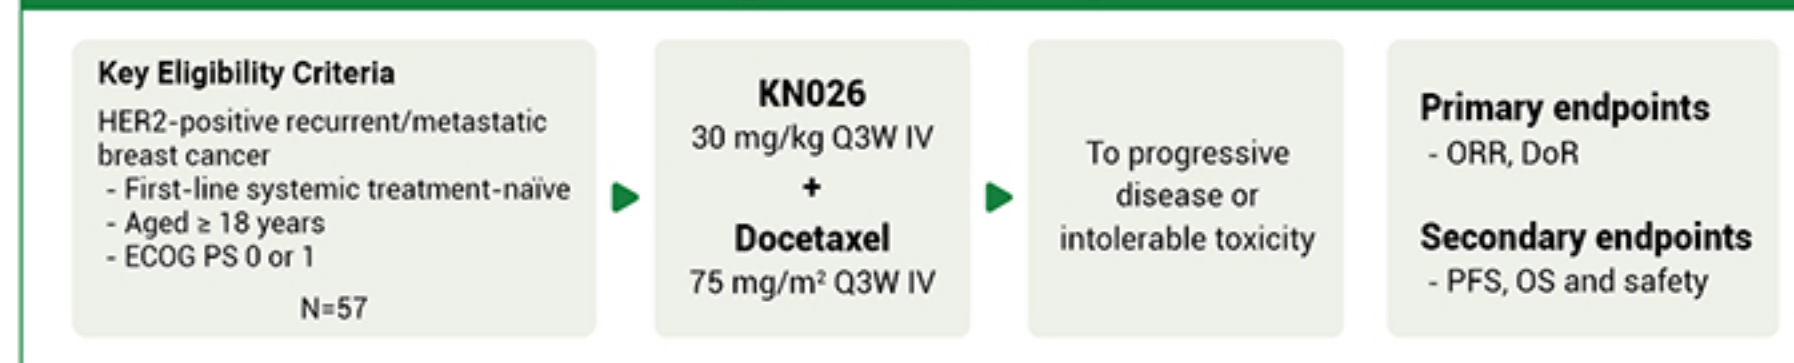 Key Eligibility Criteria
HER2-positive recurrent/metastatic
breast cancer
- First-line systemic treatment-naïve
- Aged ≥ 18 years
- ECOG PS 0 or 1
N=57
KN026
30 mg/kg Q3W IV
+
Docetaxel
75 mg/m² Q3W IV
To progressive
disease or
intolerable toxicity
Primary endpoints
- ORR, DoR
Secondary endpoints
- PFS, OS and safety